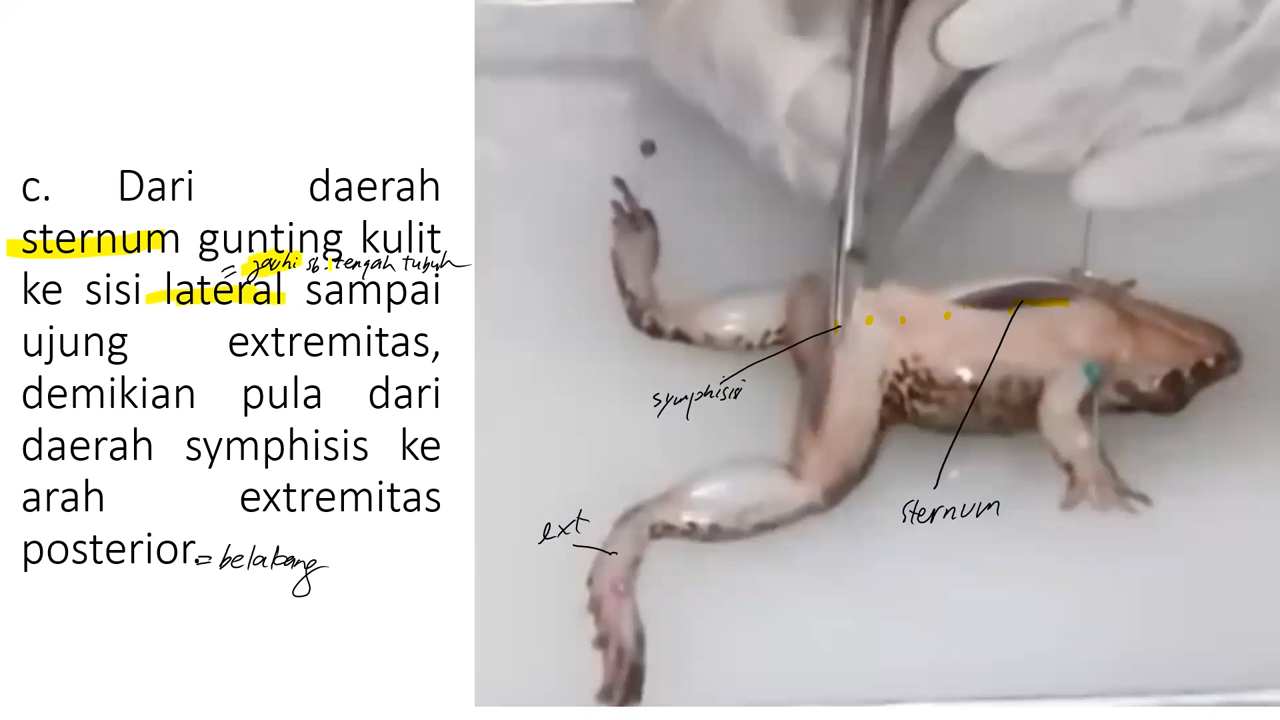 c. Dari daerah
sternum gunting kulit
= jauhi sb. tengah tubuh
ke sisi lateral sampai
ujung extremitas,
demikian pula dari
daerah symphisis ke
arah extremitas
posterior. = belakang
symphisis
sternum
ext